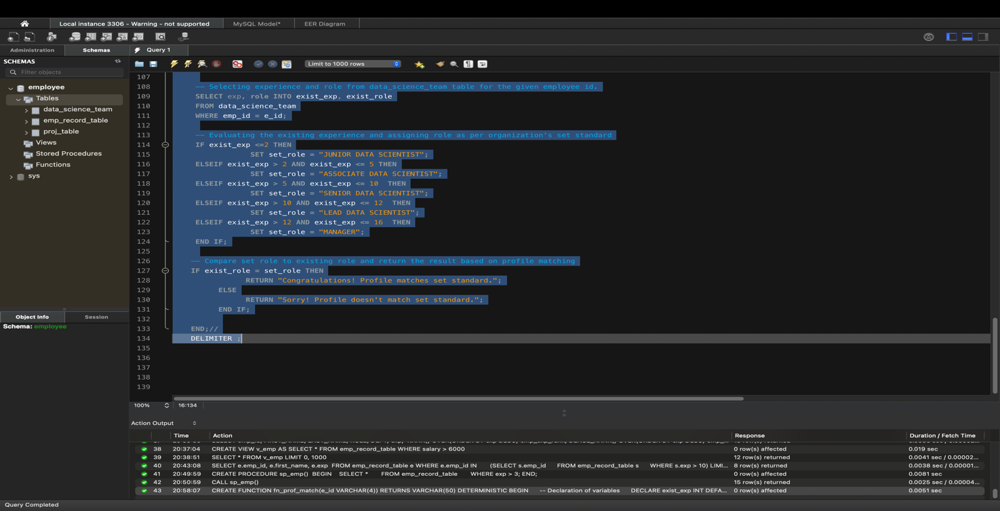 Local instance 3306 - Warning - not supported
MySQL Model*
EER Diagram
Administration
Schemas
Query 1
SCHEMAS
Filter objects
Limit to 1000 rows
employee
Tables
data_science_team
emp_record_table
proj_table
Views
Stored Procedures
Functions
sys
Object Info
Session
Schema: employee
107
108 -- Selecting experience and role from data_science_team table for the given employee id.
109 SELECT exp, role INTO exist_exp, exist_role
110 FROM data_science_team
111 WHERE emp_id = e_id;
112
113 -- Evaluating the existing experience and assigning role as per organization's set standard
114 IF exist_exp <=2 THEN
115 SET set_role = "JUNIOR DATA SCIENTIST";
116 ELSEIF exist_exp > 2 AND exist_exp <= 5 THEN
117 SET set_role = "ASSOCIATE DATA SCIENTIST";
118 ELSEIF exist_exp > 5 AND exist_exp <= 10 THEN
119 SET set_role = "SENIOR DATA SCIENTIST";
120 ELSEIF exist_exp > 10 AND exist_exp <= 12 THEN
121 SET set_role = "LEAD DATA SCIENTIST";
122 ELSEIF exist_exp > 12 AND exist_exp <= 16 THEN
123 SET set_role = "MANAGER";
124 END IF;
125
126 -- Compare set role to existing role and return the result based on profile matching
127 IF exist_role = set_role THEN
128 RETURN "Congratulations! Profile matches set standard.";
129 ELSE
130 RETURN "Sorry! Profile doesn't match set standard.";
131 END IF;
132
133 END;//
134 DELIMITER ;
135
136
137
138
139
100%
16:134
Action Output
Time Action Response Duration / Fetch Time
38 20:37:04 CREATE VIEW v_emp AS SELECT * FROM emp_record_table WHERE salary > 6000 0 row(s) affected 0.019 sec
39 20:38:51 SELECT * FROM v_emp LIMIT 0, 1000 12 row(s) returned 0.0041 sec / 0.00002...
40 20:43:08 SELECT e.emp_id, e.first_name, e.exp FROM emp_record_table e WHERE e.emp_id IN (SELECT s.emp_id FROM emp_record_table s WHERE s.exp > 10) LIMI... 8 row(s) returned 0.0038 sec / 0.00001...
41 20:49:59 CREATE PROCEDURE sp_emp() BEGIN SELECT * FROM emp_record_table WHERE exp > 3; END; 0 row(s) affected 0.0081 sec
42 20:50:59 CALL sp_emp() 15 row(s) returned 0.0025 sec / 0.00004...
43 20:58:07 CREATE FUNCTION fn_prof_match(e_id VARCHAR(4)) RETURNS VARCHAR(50) DETERMINISTIC BEGIN -- Declaration of variables DECLARE exist_exp INT DEFA... 0 row(s) affected 0.0051 sec
Query Completed